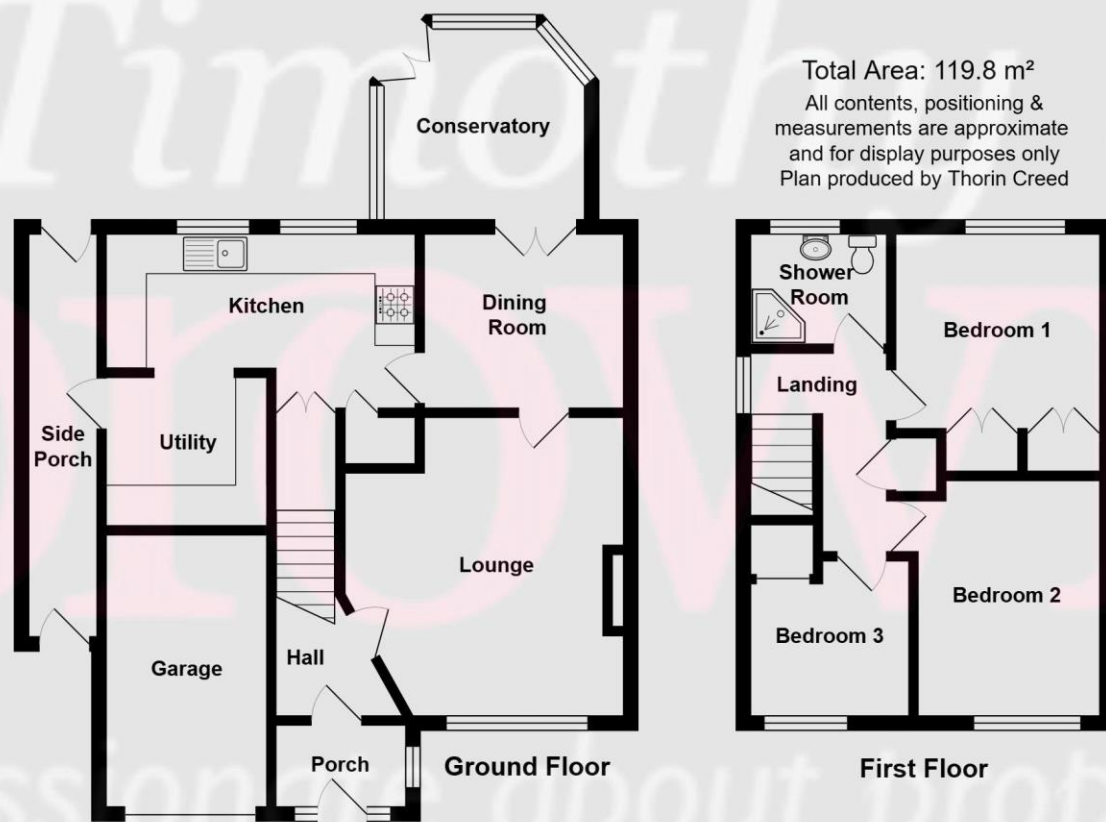 Timothy
Total Area: 119.8 m²
All contents, positioning &
measurements are approximate
and for display purposes only
Plan produced by Thorin Creed
Conservatory
Kitchen
Dining
Room
Side
Porch
Utility
Lounge
Garage
Hall
Porch
Ground Floor
Shower
Room
Bedroom 1
Landing
Bedroom 2
Bedroom 3
First Floor